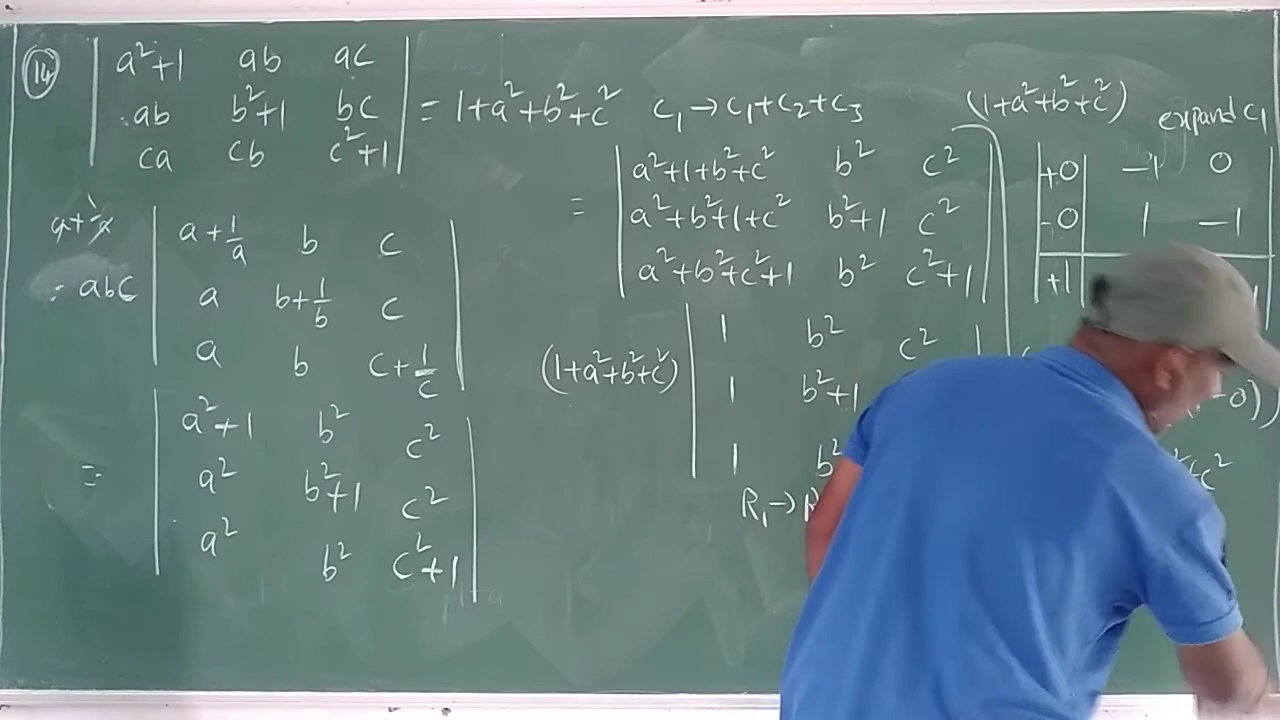 14
| a²+1 ab ac |
| ab b²+1 bc | = 1+a²+b²+c²
| ca cb c²+1 |
= abc | a+1/a b c |
| a b+1/b c |
| a b c+1/c |
= | a²+1 b² c² |
| a² b²+1 c² |
| a² b² c²+1 |
C₁→C₁+C₂+C₃
= | a²+1+b²+c² b² c² |
| a²+b²+1+c² b²+1 c² |
| a²+b²+c²+1 b² c²+1 |
(1+a²+b²+c²) | 1 b² c² |
| 1 b²+1
| 1 b²
R₁→R
(1+a²+b²+c²)
expand C₁
| +0 -1 0 |
| -0 1 -1 |
| +1
-0))
+c²